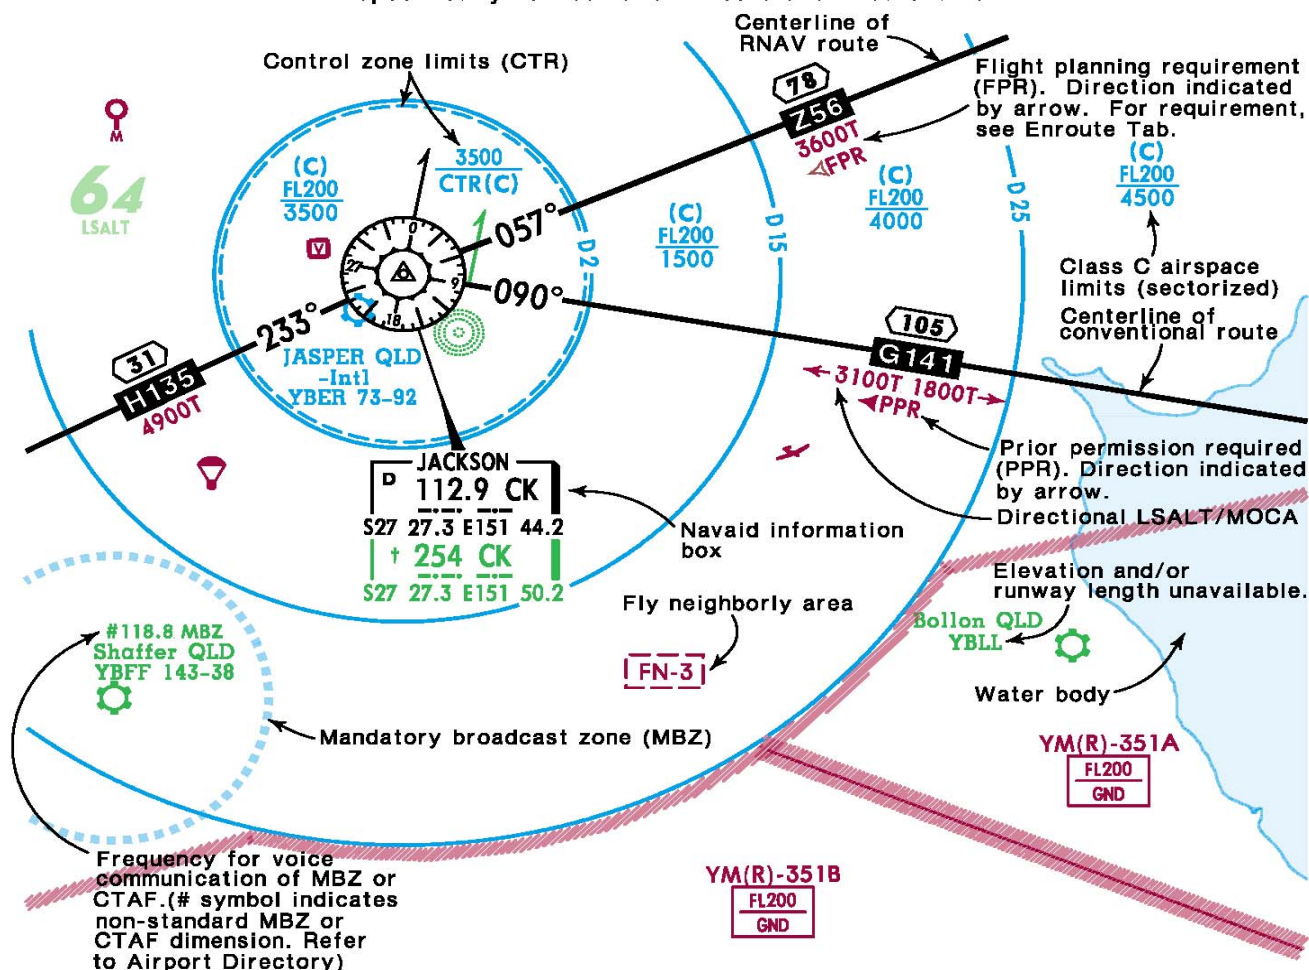 Centerline of
RNAV route
Control zone limits (CTR)
Flight planning requirement
(FPR). Direction indicated
by arrow. For requirement,
see Enroute Tab.
78
Z56
3600T
FPR
M
64
LSALT
(C)
FL200
3500
3500
CTR(C)
V
057°
D2
(C)
FL200
1500
D15
(C)
FL200
4000
D25
(C)
FL200
4500
Class C airspace
limits (sectorized)
Centerline of
conventional route
0
9
18
27
090°
233°
31
H135
4900T
JASPER QLD
-Intl
YBER 73-92
105
G141
3100T 1800T
PPR
Prior permission required
(PPR). Direction indicated
by arrow.
Directional LSALT/MOCA
JACKSON
D 112.9 CK
S27 27.3 E151 44.2
† 254 CK
S27 27.3 E151 50.2
Navaid information
box
Elevation and/or
runway length unavailable.
Fly neighborly area
FN-3
Bollon QLD
YBLL
Water body
#118.8 MBZ
Shaffer QLD
YBFF 143-38
Mandatory broadcast zone (MBZ)
YM(R)-351A
FL200
GND
YM(R)-351B
FL200
GND
Frequency for voice
communication of MBZ or
CTAF.(# symbol indicates
non-standard MBZ or
CTAF dimension. Refer
to Airport Directory)